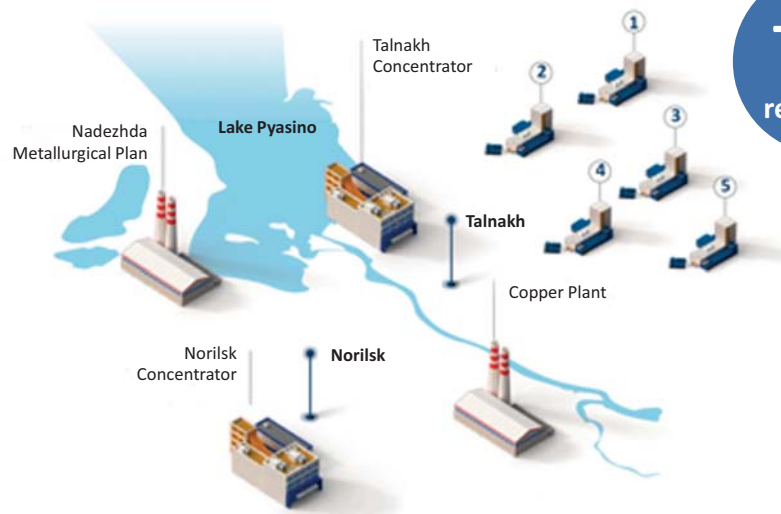 Talnakh
Concentrator
Lake Pyasino
Nadezhda
Metallurgical Plan
Talnakh
Copper Plant
Norilsk
Concentrator
Norilsk
1
2
3
4
5